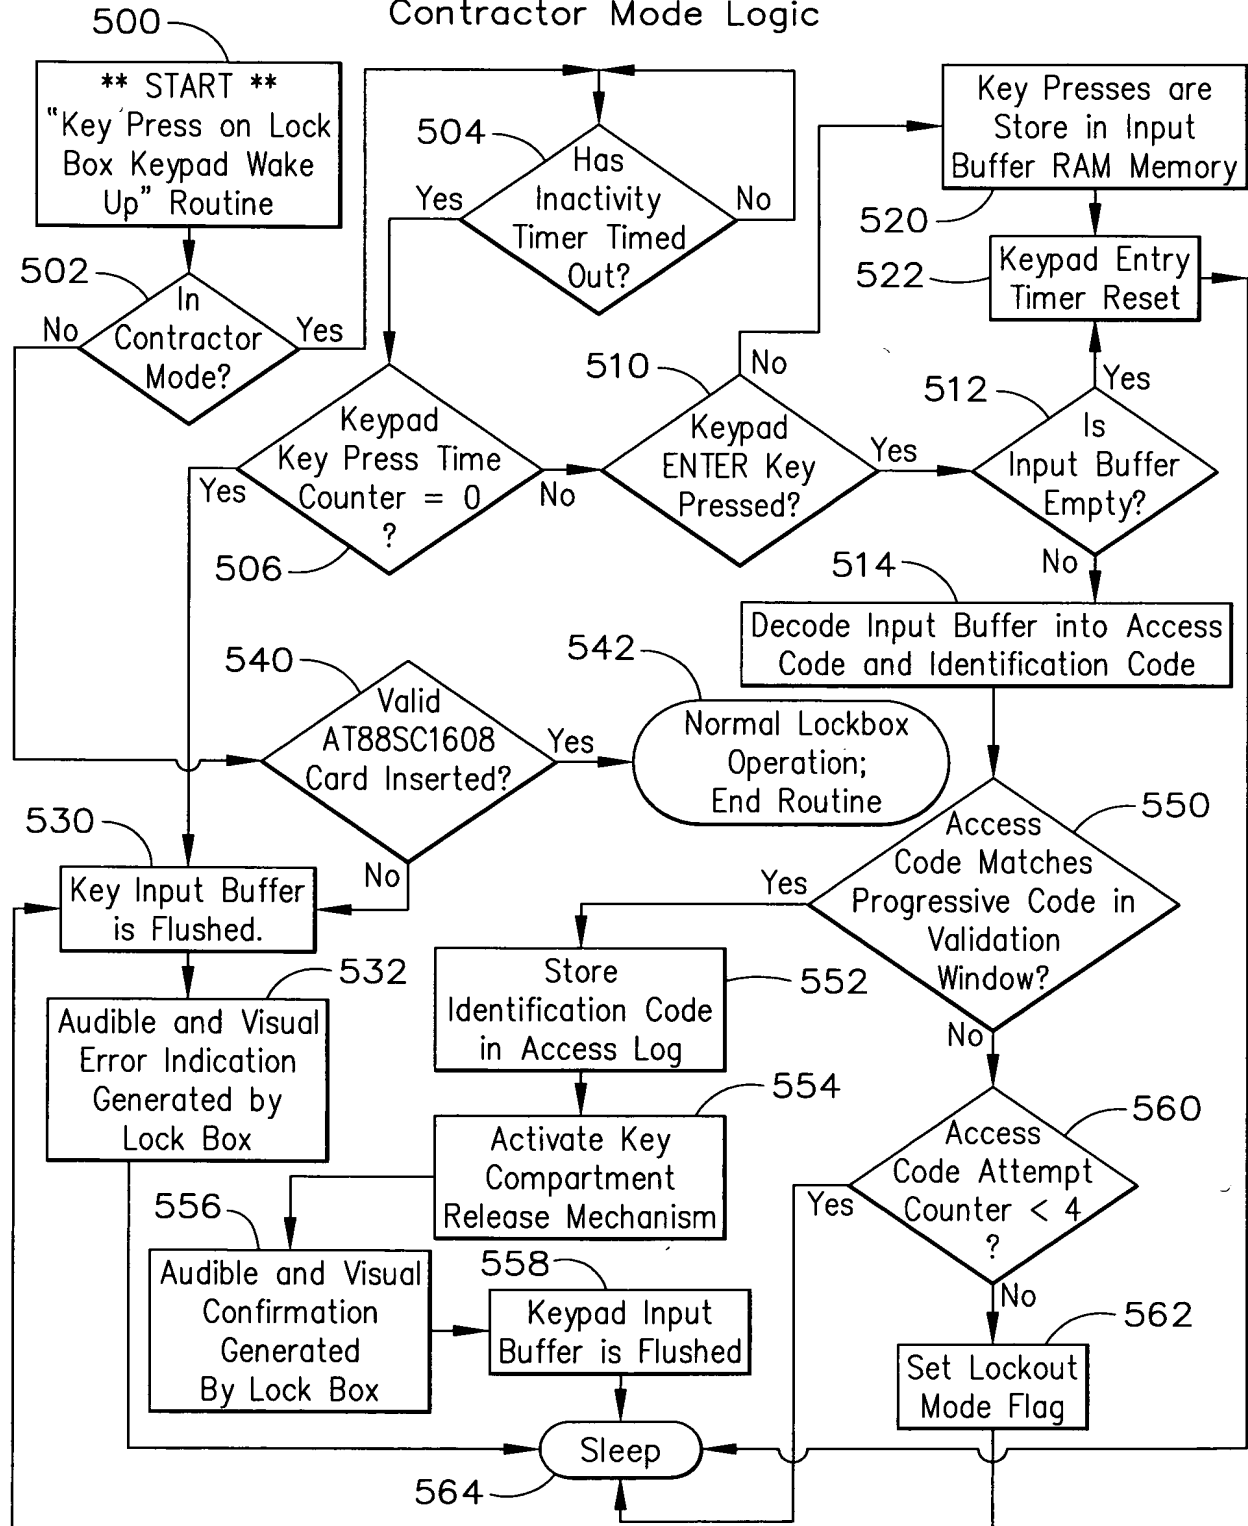 Contractor Mode Logic
500
** START **
"Key Press on Lock
Box Keypad Wake
Up" Routine
502
In
Contractor
Mode?
No
Yes
504
Has
Inactivity
Timer Timed
Out?
Yes
No
Key Presses are
Store in Input
Buffer RAM Memory
520
522
Keypad Entry
Timer Reset
506
Keypad
Key Press Time
Counter = 0
?
Yes
No
510
Keypad
ENTER Key
Pressed?
No
Yes
512
Is
Input Buffer
Empty?
Yes
No
514
Decode Input Buffer into Access
Code and Identification Code
540
Valid
AT88SC1608
Card Inserted?
Yes
No
542
Normal Lockbox
Operation;
End Routine
530
Key Input Buffer
is Flushed.
532
Audible and Visual
Error Indication
Generated by
Lock Box
550
Access
Code Matches
Progressive Code in
Validation
Window?
Yes
No
552
Store
Identification Code
in Access Log
554
Activate Key
Compartment
Release Mechanism
556
Audible and Visual
Confirmation
Generated
By Lock Box
558
Keypad Input
Buffer is Flushed
560
Access
Code Attempt
Counter < 4
?
Yes
No
562
Set Lockout
Mode Flag
Sleep
564